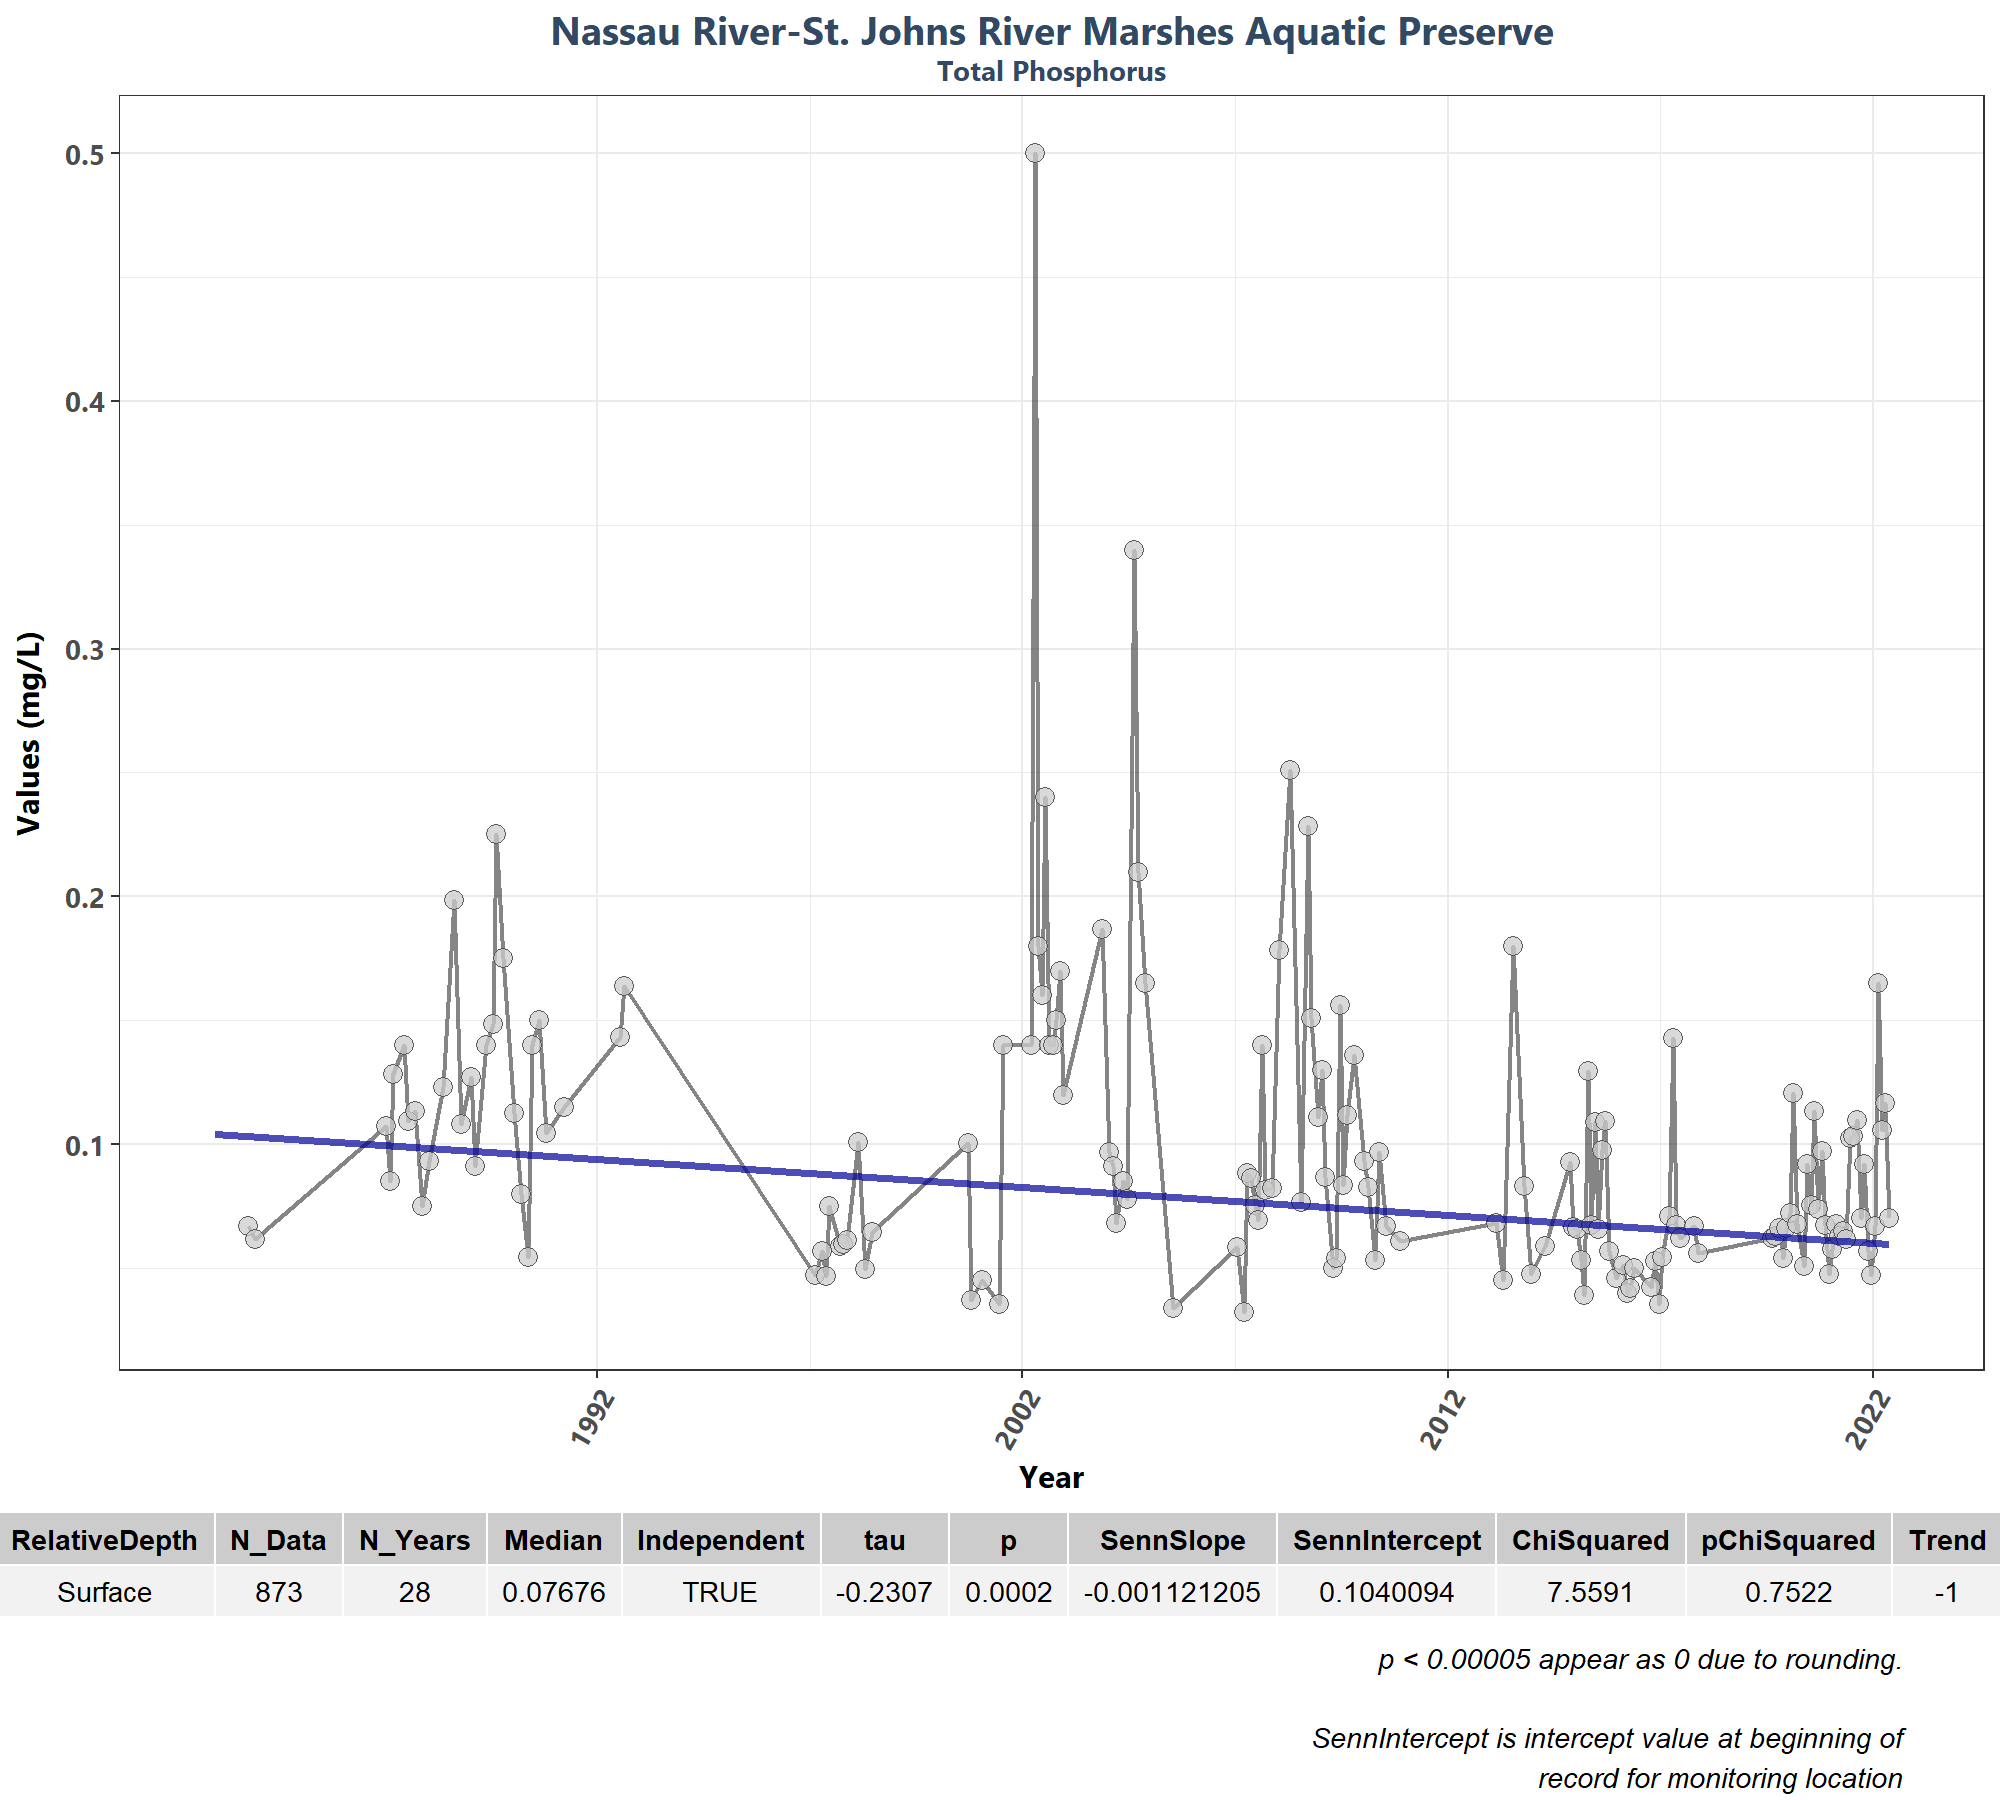 Nassau River-St. Johns River Marshes Aquatic Preserve
Total Phosphorus
Values (mg/L)
0.5
0.4
0.3
0.2
0.1
1992
2002
2012
2022
Year
RelativeDepth N_Data N_Years Median Independent tau p SennSlope SennIntercept ChiSquared pChiSquared Trend
Surface 873 28 0.07676 TRUE -0.2307 0.0002 -0.001121205 0.1040094 7.5591 0.7522 -1
p < 0.00005 appear as 0 due to rounding.
SennIntercept is intercept value at beginning of
record for monitoring location